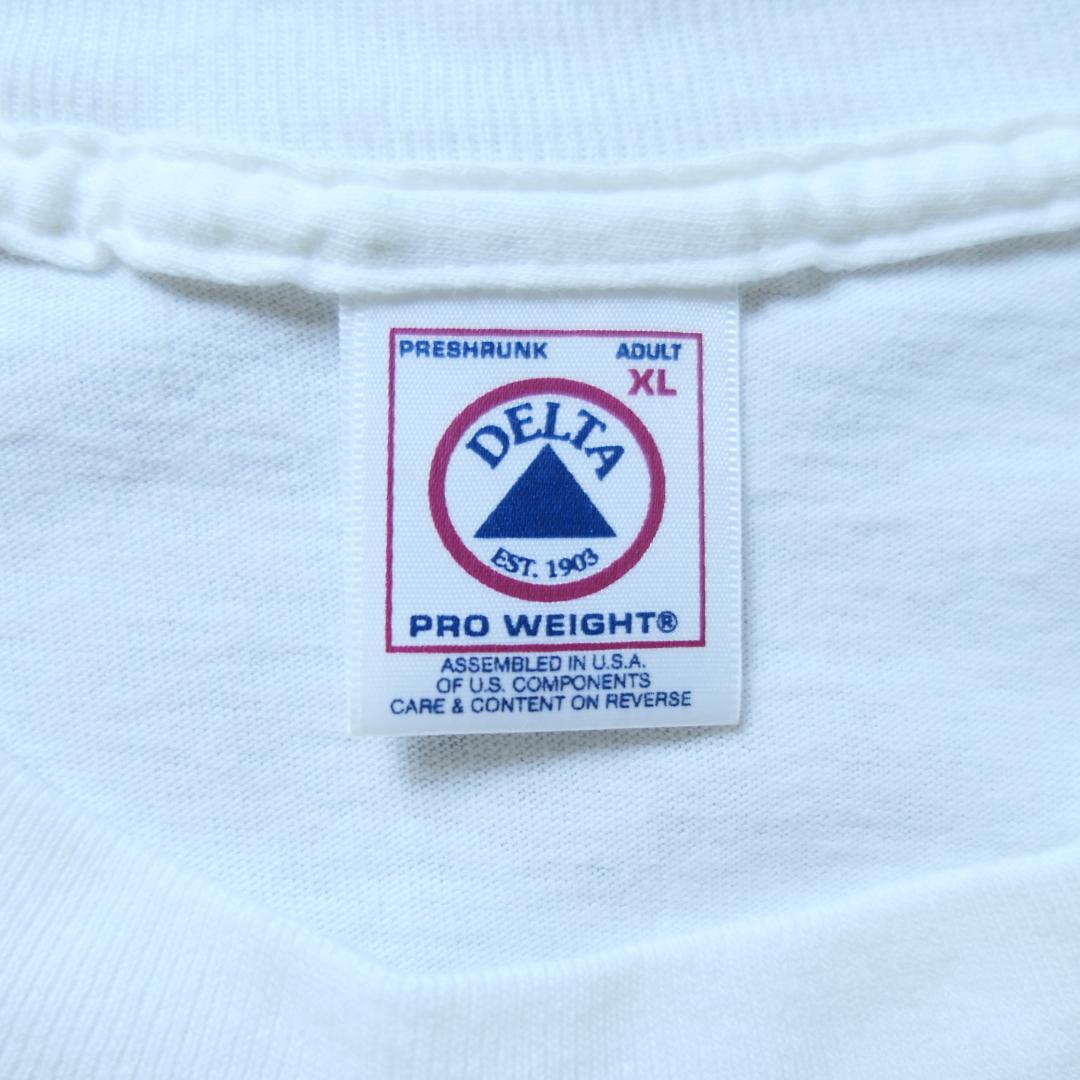 PRESHRUNK ADULT
XL
DELTA
EST. 1903
PRO WEIGHT®
ASSEMBLED IN U.S.A.
OF U.S. COMPONENTS
CARE & CONTENT ON REVERSE